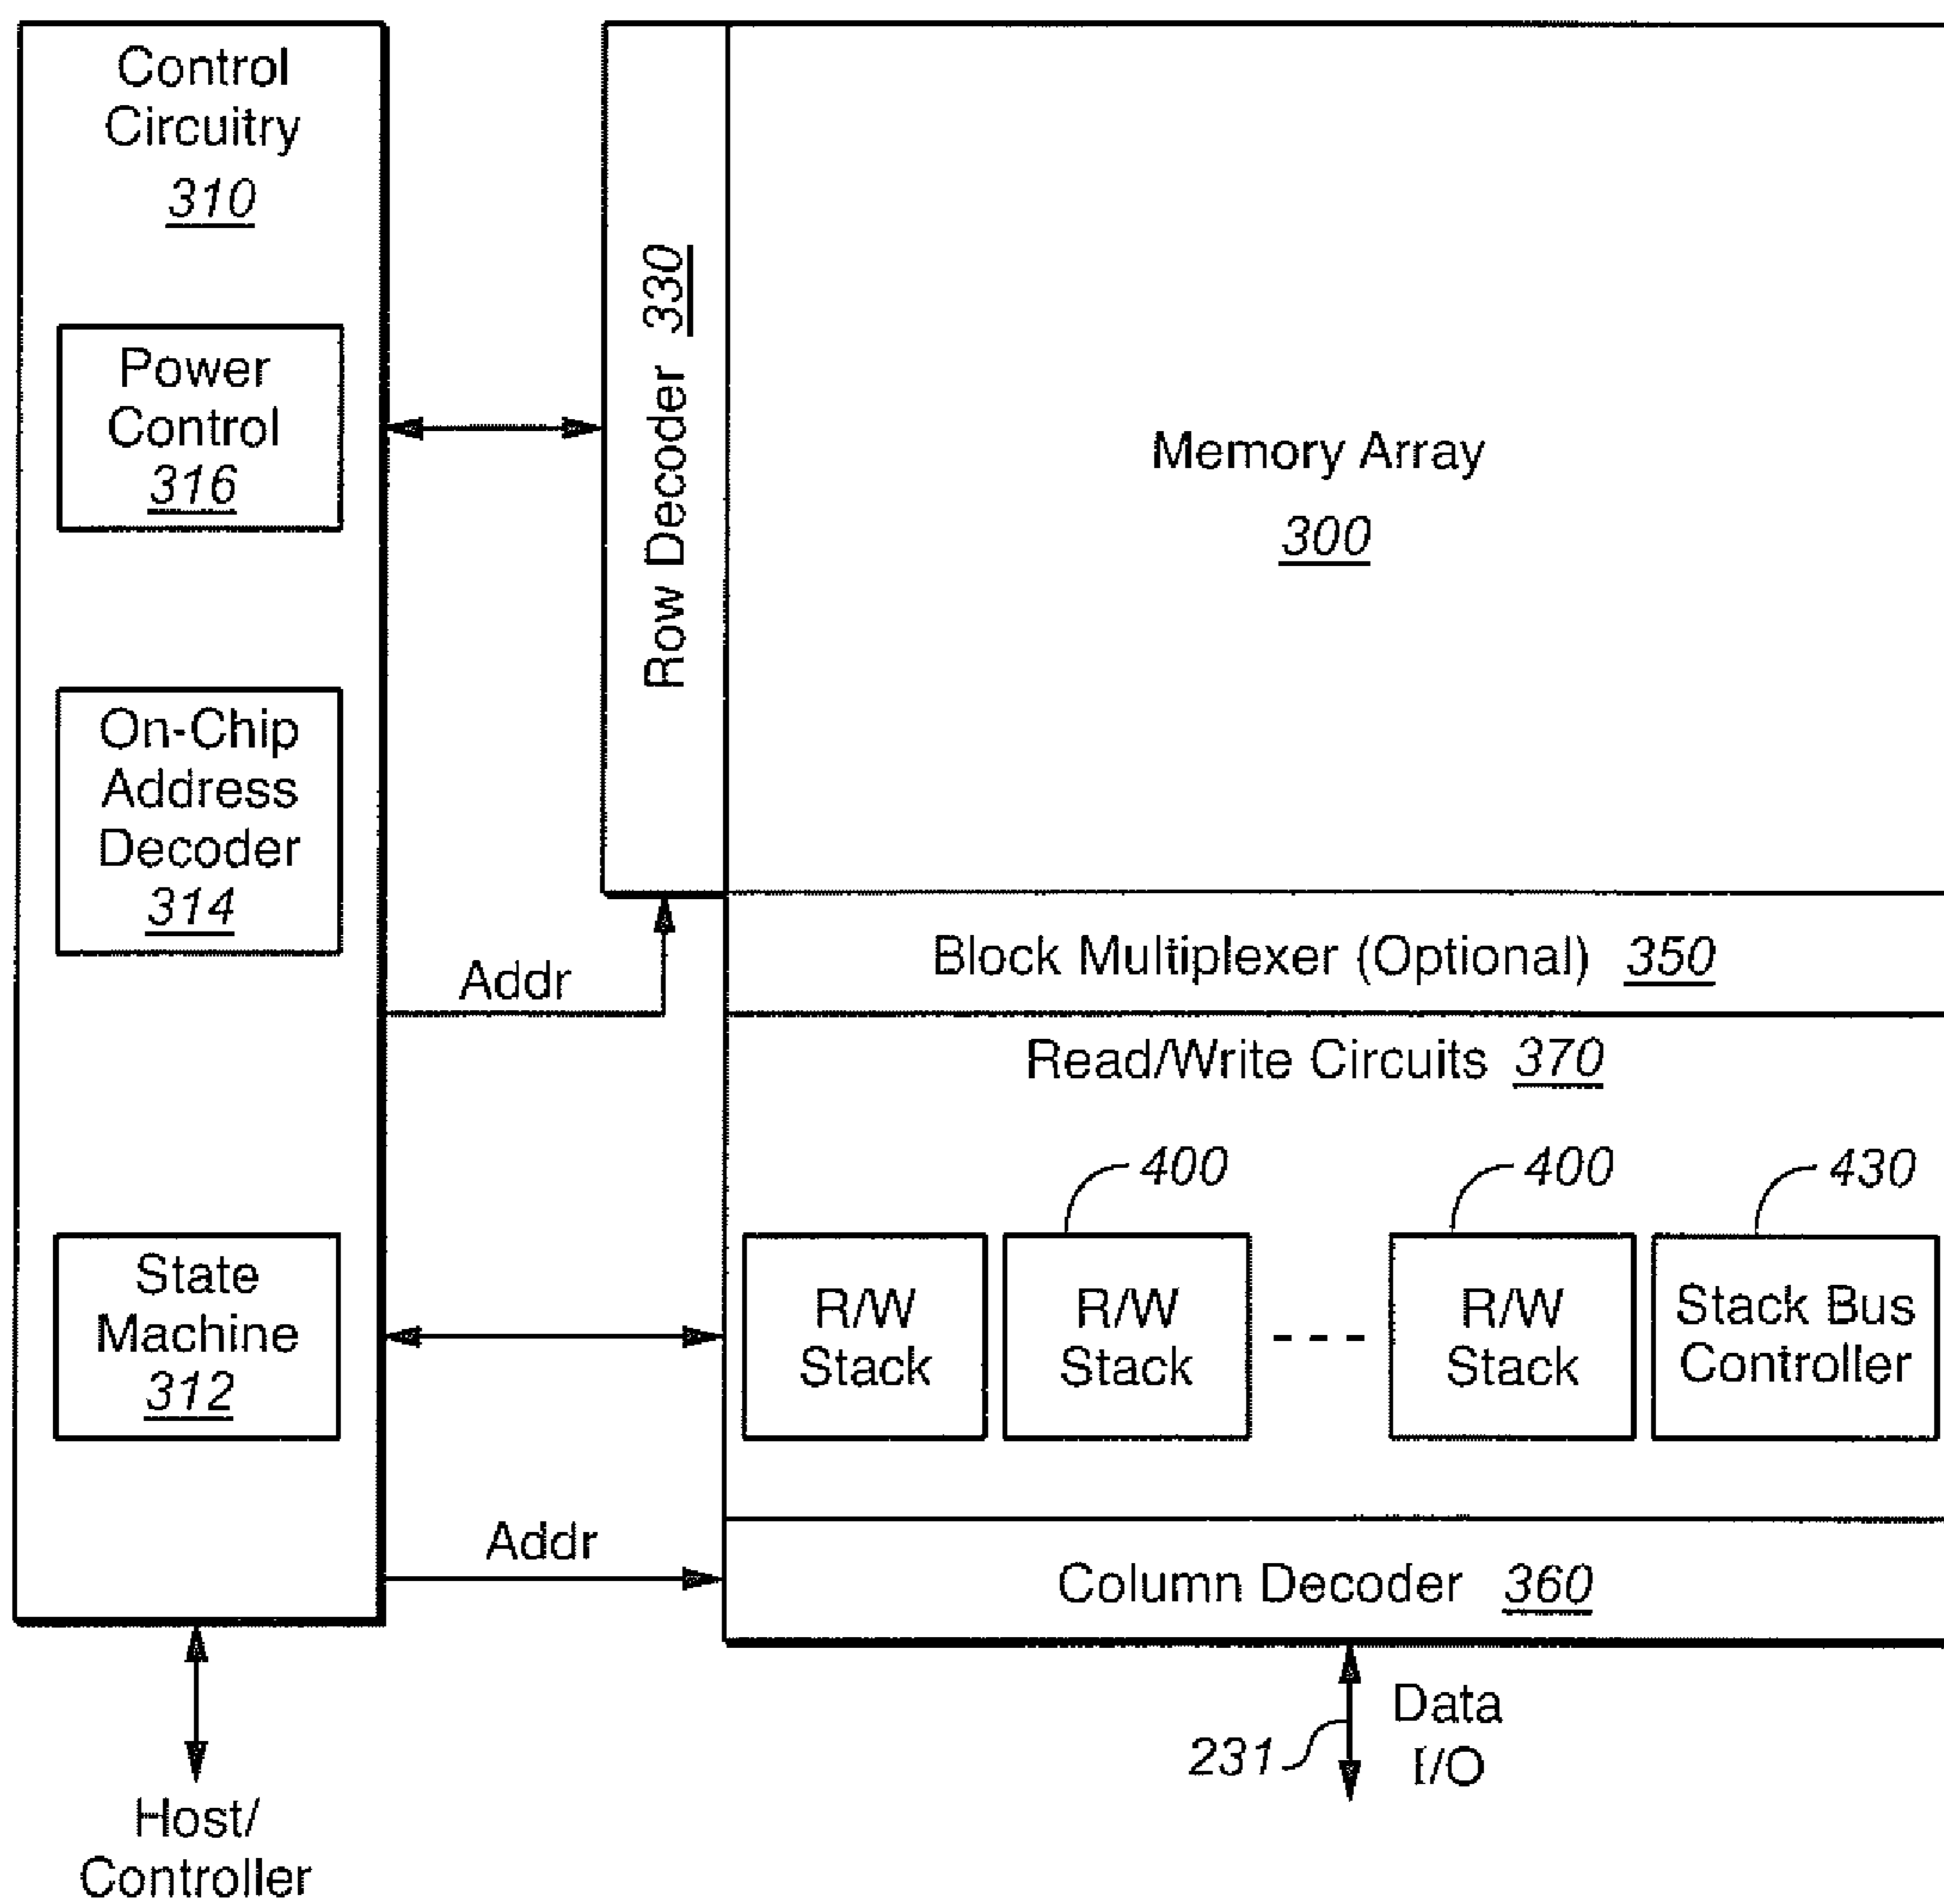 Control
Circuitry
310
Power
Control
316
On-Chip
Address
Decoder
314
State
Machine
312
Host/
Controller
Addr
Addr
Row Decoder 330
Memory Array
300
Block Multiplexer (Optional) 350
Read/Write Circuits 370
400
400
430
R/W
Stack
R/W
Stack
R/W
Stack
Stack Bus
Controller
Column Decoder 360
231
Data
I/O